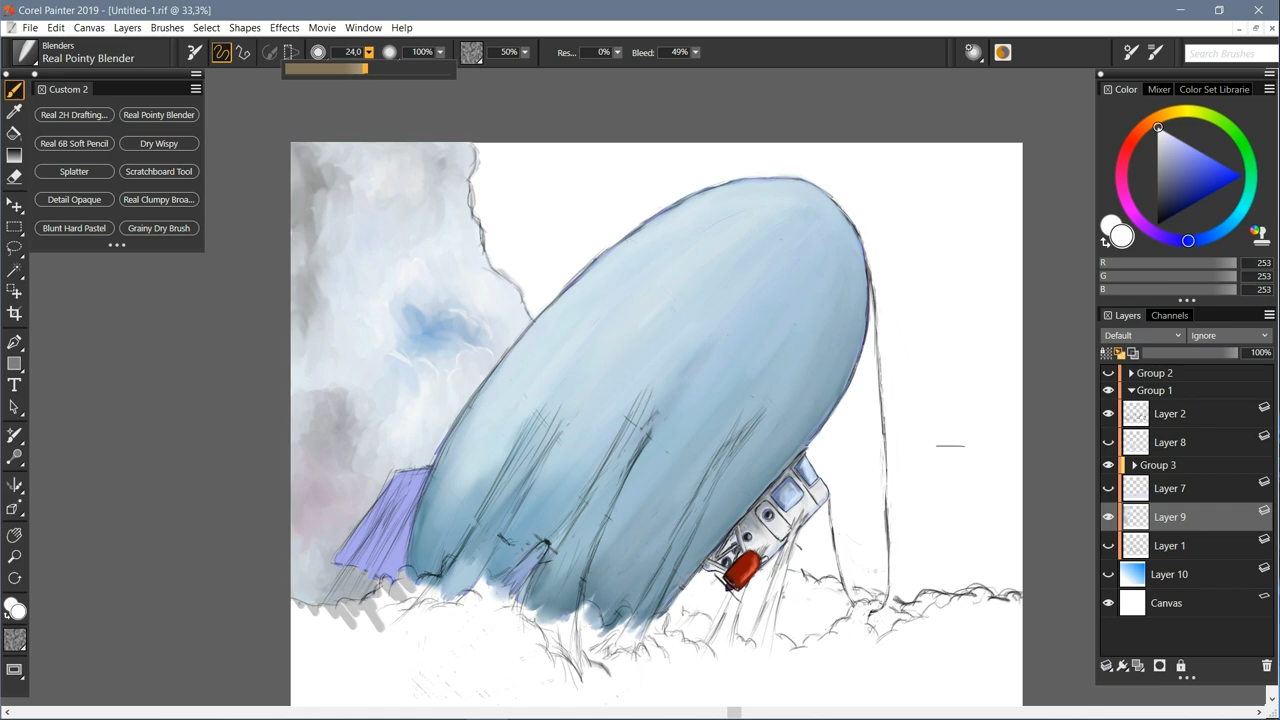 Corel Painter 2019 - [Untitled-1.rif @ 33,3%]
File Edit Canvas Layers Brushes Select Shapes Effects Movie Window Help
Blenders
Real Pointy Blender
24,0 100% 50% Res... 0% Bleed: 49% Search Brushes
Custom 2
Real 2H Drafting... Real Pointy Blender
Real 6B Soft Pencil Dry Wispy
Splatter Scratchboard Tool
Detail Opaque Real Clumpy Broa...
Blunt Hard Pastel Grainy Dry Brush
Color Mixer Color Set Librarie
R 253
G 253
B 253
Layers Channels
Default Ignore
100%
Group 2
Group 1
Layer 2
Layer 8
Group 3
Layer 7
Layer 9
Layer 1
Layer 10
Canvas